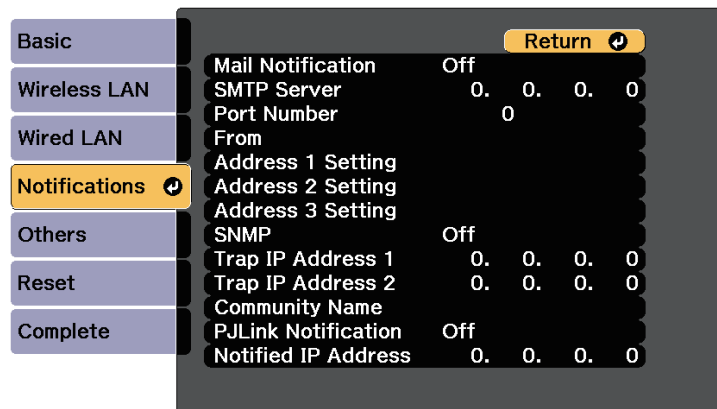 Basic
Wireless LAN
Wired LAN
Notifications
Others
Reset
Complete
Return
Mail Notification Off
SMTP Server 0. 0. 0. 0
Port Number 0
From
Address 1 Setting
Address 2 Setting
Address 3 Setting
SNMP Off
Trap IP Address 1 0. 0. 0. 0
Trap IP Address 2 0. 0. 0. 0
Community Name
PJLink Notification Off
Notified IP Address 0. 0. 0. 0